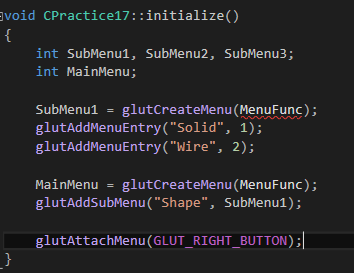 void CPractice17::initialize()
{
    int SubMenu1, SubMenu2, SubMenu3;
    int MainMenu;

    SubMenu1 = glutCreateMenu(MenuFunc);
    glutAddMenuEntry("Solid", 1);
    glutAddMenuEntry("Wire", 2);

    MainMenu = glutCreateMenu(MenuFunc);
    glutAddSubMenu("Shape", SubMenu1);

    glutAttachMenu(GLUT_RIGHT_BUTTON);
}